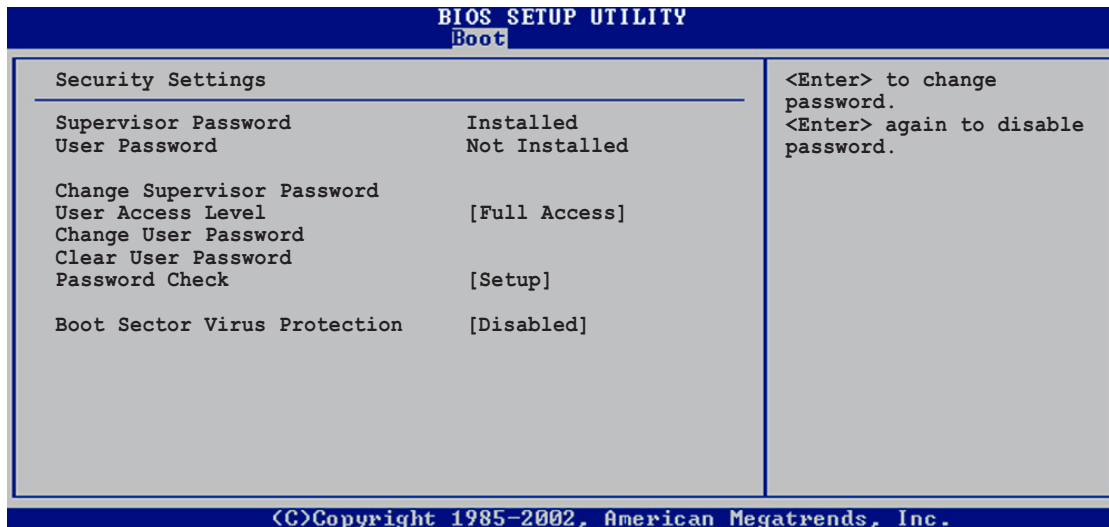 BIOS SETUP UTILITY
Boot
Security Settings
Supervisor Password Installed
User Password Not Installed
Change Supervisor Password
User Access Level [Full Access]
Change User Password
Clear User Password
Password Check [Setup]
Boot Sector Virus Protection [Disabled]
<Enter> to change
password.
<Enter> again to disable
password.
(C)Copyright 1985-2002, American Megatrends, Inc.